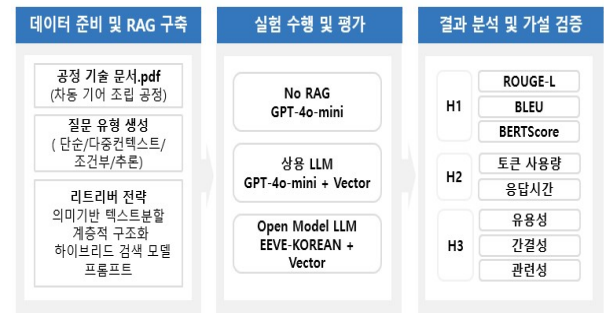 데이터 준비 및 RAG 구축
공정 기술 문서.pdf
(차동 기어 조립 공정)
질문 유형 생성
( 단순/다중컨텍스트/
조건부/추론)
리트리버 전략
의미기반 텍스트분할
계층적 구조화
하이브리드 검색 모델
프롬프트
실험 수행 및 평가
No RAG
GPT-4o-mini
상용 LLM
GPT-4o-mini + Vector
Open Model LLM
EEVE-KOREAN +
Vector
결과 분석 및 가설 검증
H1
ROUGE-L
BLEU
BERTScore
H2
토큰 사용량
응답시간
H3
유용성
간결성
관련성